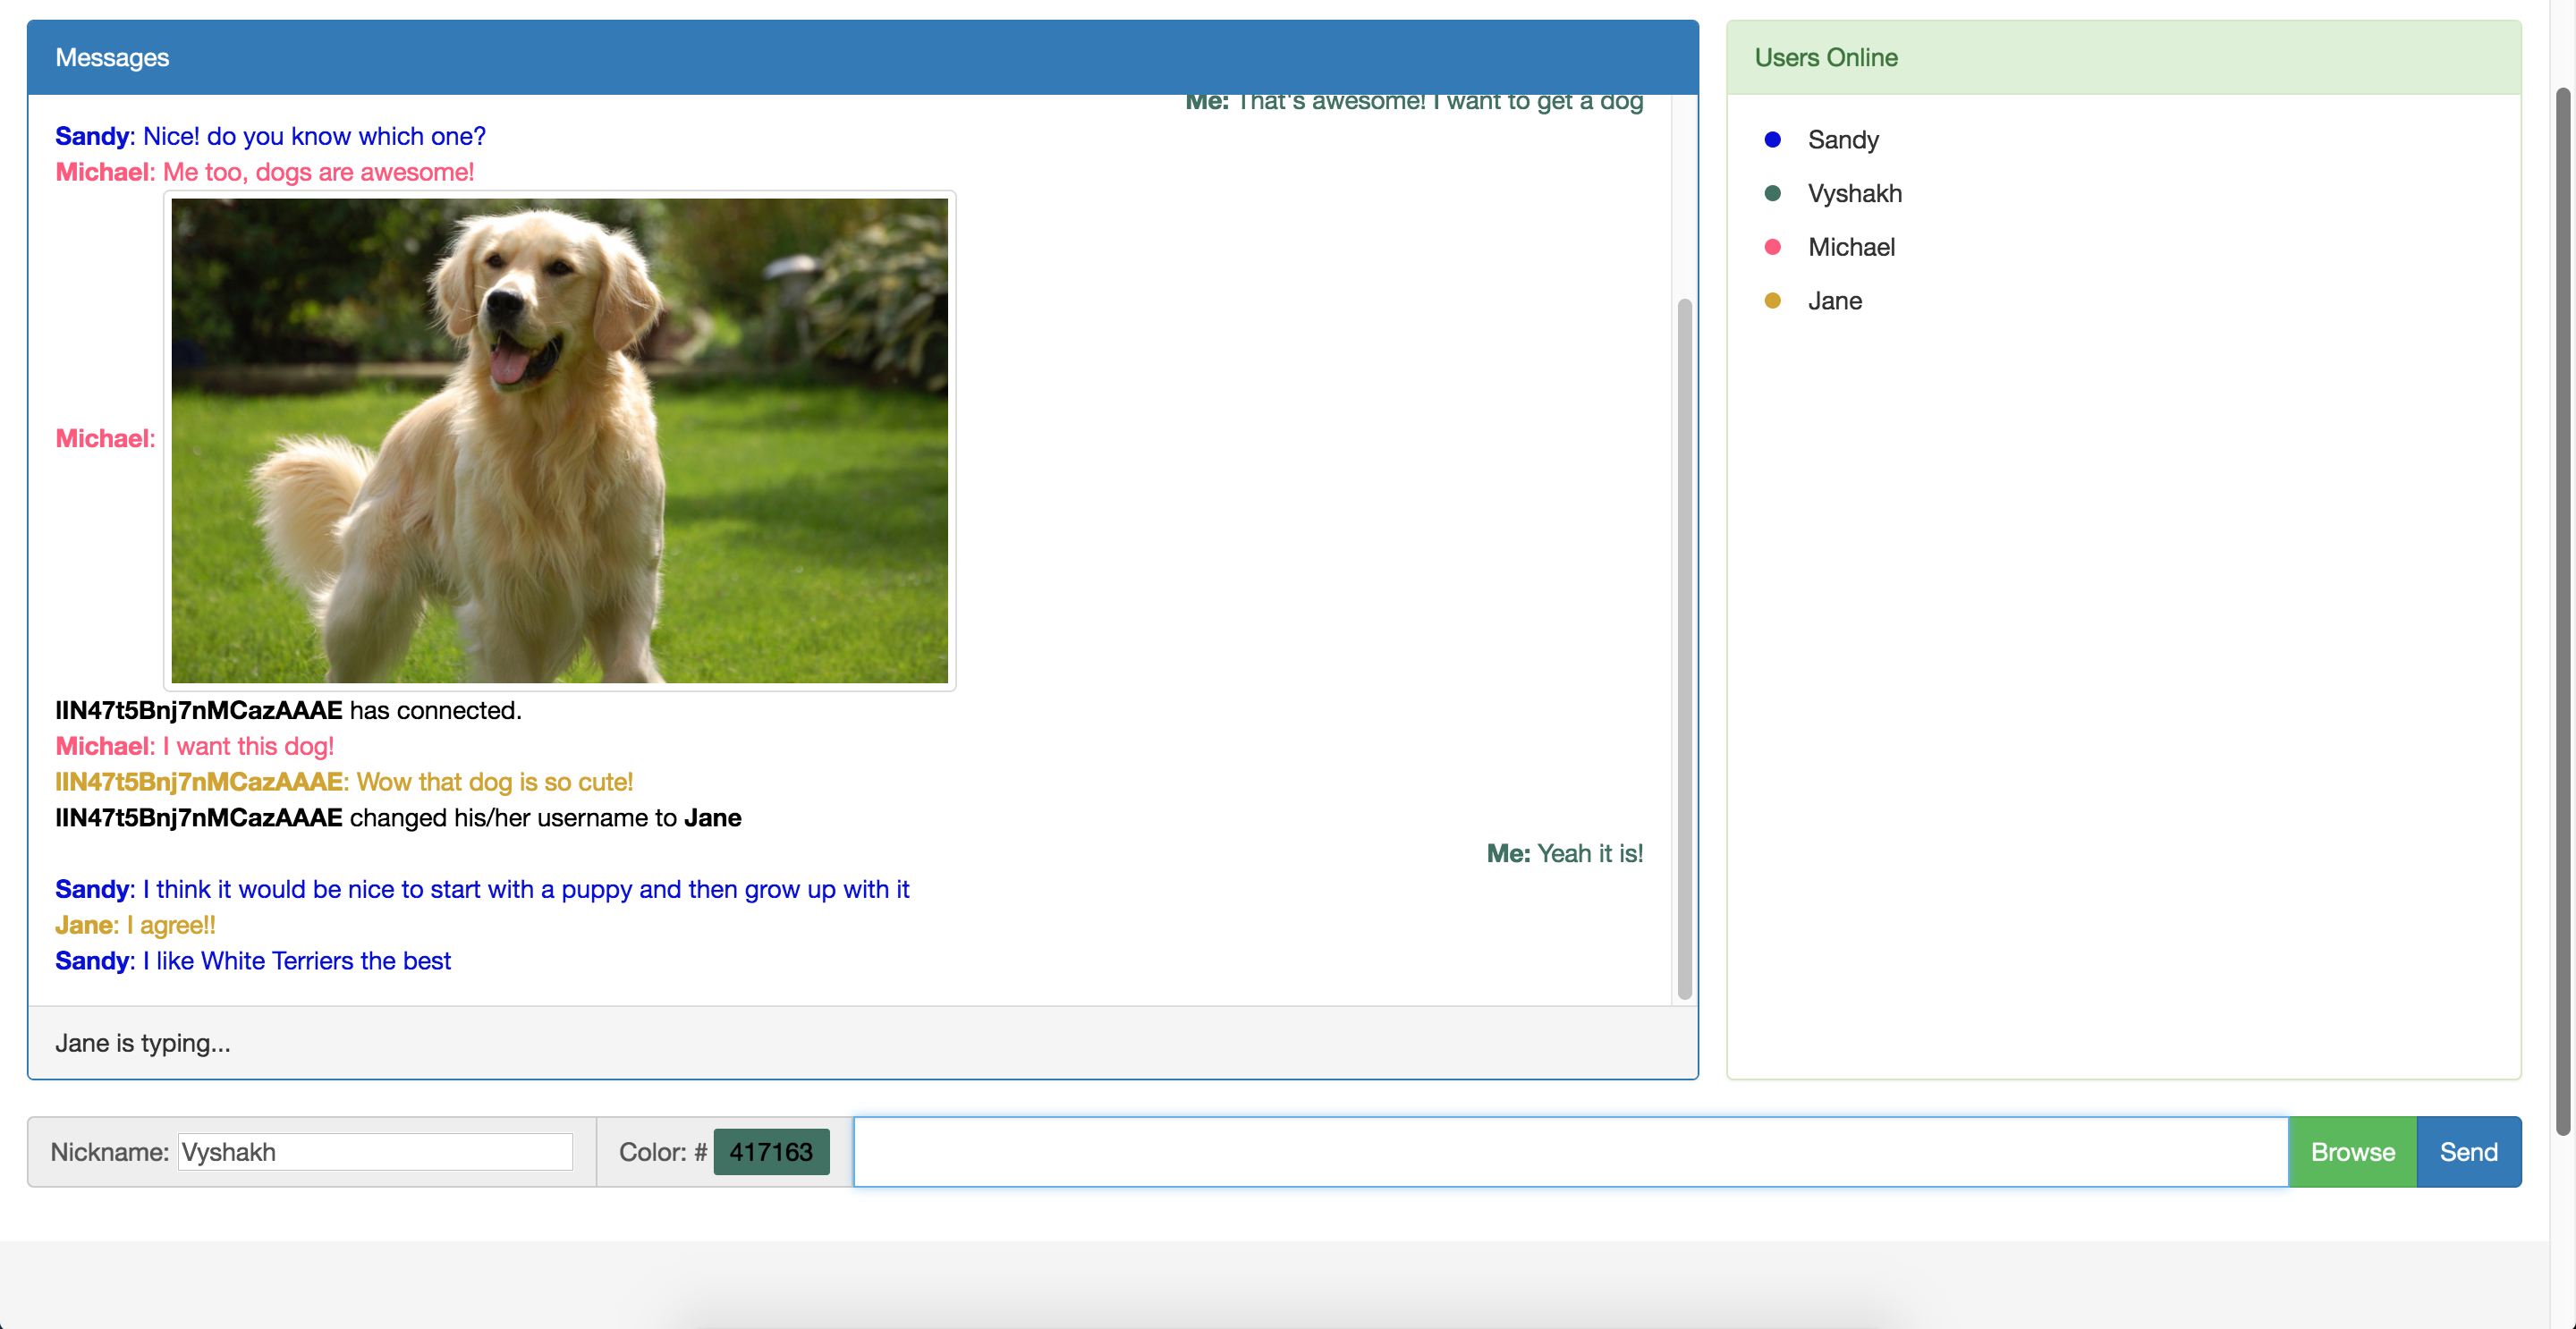 Messages
Me: That's awesome! I want to get a dog
Sandy: Nice! do you know which one?
Michael: Me too, dogs are awesome!
Michael:
lIN47t5Bnj7nMCazAAAE has connected.
Michael: I want this dog!
lIN47t5Bnj7nMCazAAAE: Wow that dog is so cute!
lIN47t5Bnj7nMCazAAAE changed his/her username to Jane
Me: Yeah it is!
Sandy: I think it would be nice to start with a puppy and then grow up with it
Jane: I agree!!
Sandy: I like White Terriers the best
Jane is typing...
Users Online
Sandy
Vyshakh
Michael
Jane
Nickname: Vyshakh
Color: # 417163
Browse
Send